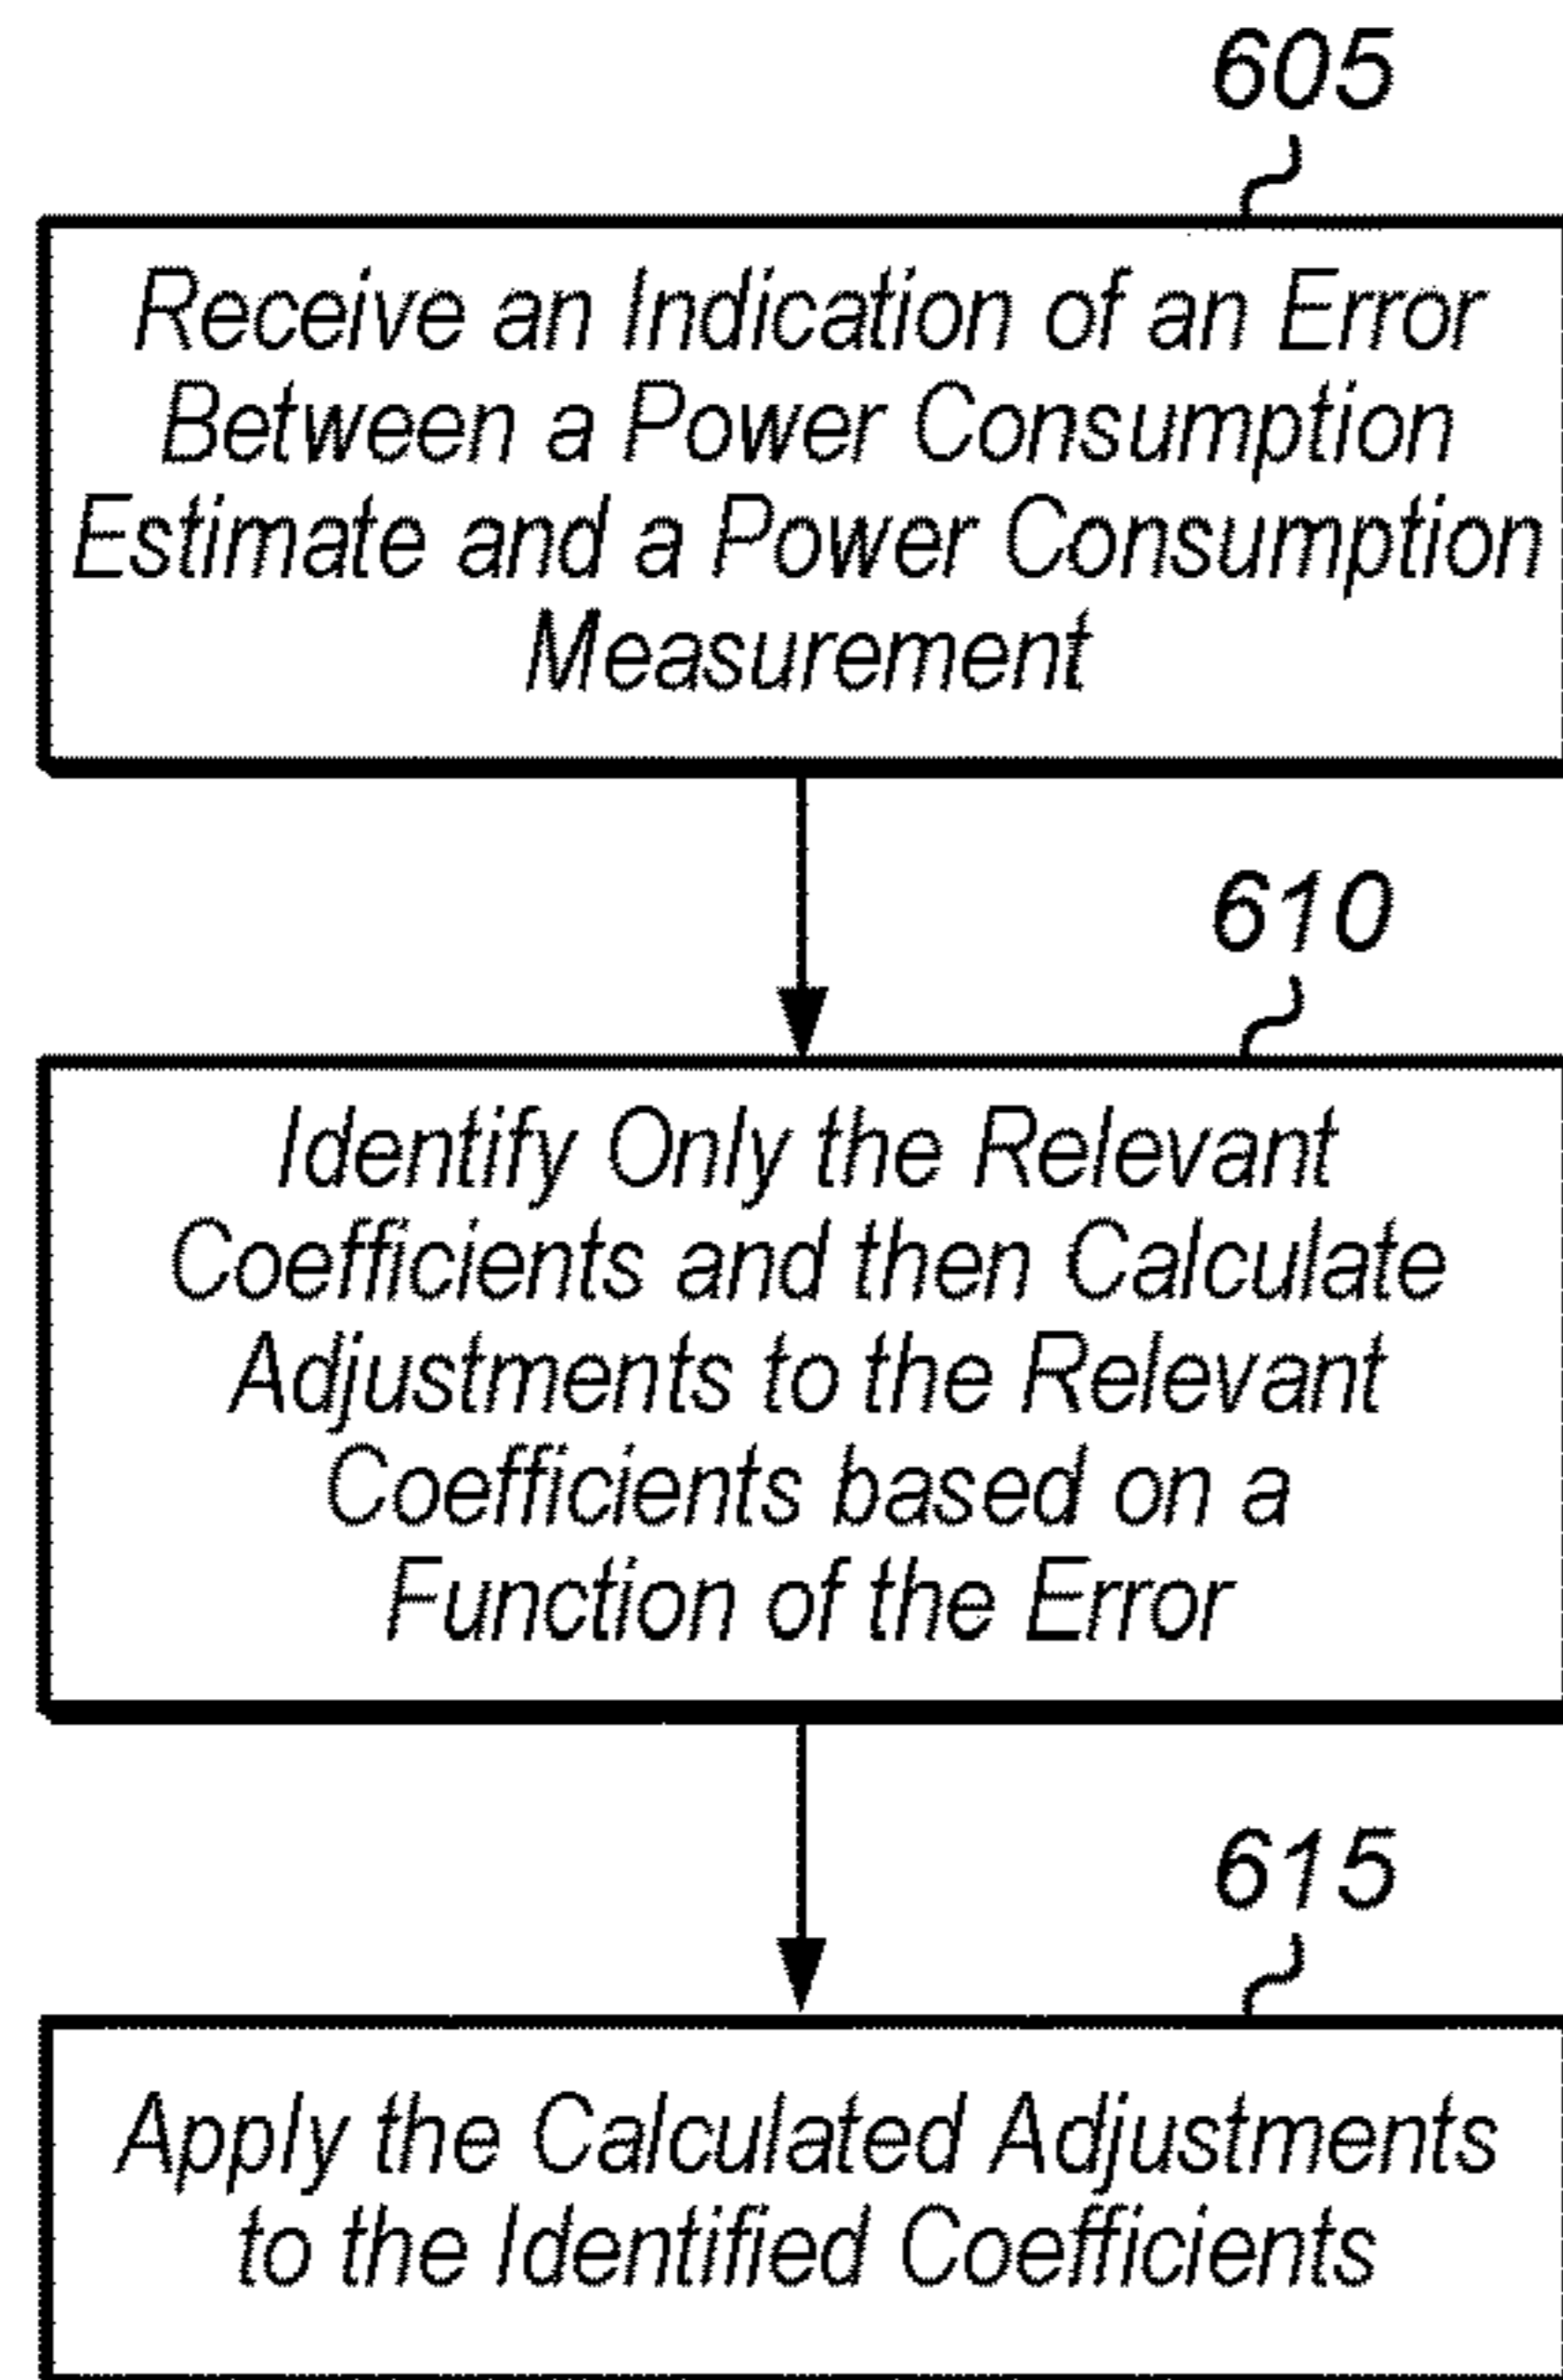 605
Receive an Indication of an Error
Between a Power Consumption
Estimate and a Power Consumption
Measurement
610
Identify Only the Relevant
Coefficients and then Calculate
Adjustments to the Relevant
Coefficients based on a
Function of the Error
615
Apply the Calculated Adjustments
to the Identified Coefficients